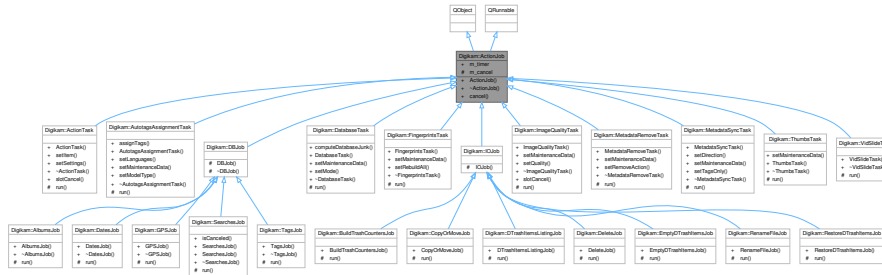 QObject
QRunnable
Digikam::ActionJob
+ m_timer
# m_cancel
+ ActionJob()
+ ~ActionJob()
+ cancel()
Digikam::ActionTask
+ ActionTask()
+ setItem()
+ setSettings()
+ ~ActionTask()
+ slotCancel()
# run()
Digikam::AutotagsAssignmentTask
+ assignTags()
+ AutotagsAssignmentTask()
+ setLanguages()
+ setMaintenanceData()
+ setModelType()
+ ~AutotagsAssignmentTask()
# run()
Digikam::DBJob
# DBJob()
# ~DBJob()
Digikam::DatabaseTask
+ computeDatabaseJunk()
+ DatabaseTask()
+ setMaintenanceData()
+ setMode()
+ ~DatabaseTask()
# run()
Digikam::FingerprintsTask
+ FingerprintsTask()
+ setMaintenanceData()
+ setRebuildAll()
+ ~FingerprintsTask()
# run()
Digikam::IOJob
# IOJob()
Digikam::ImageQualityTask
+ ImageQualityTask()
+ setMaintenanceData()
+ setQuality()
+ ~ImageQualityTask()
+ slotCancel()
# run()
Digikam::MetadataRemoveTask
+ MetadataRemoveTask()
+ setMaintenanceData()
+ setRemoveAction()
+ ~MetadataRemoveTask()
# run()
Digikam::MetadataSyncTask
+ MetadataSyncTask()
+ setDirection()
+ setMaintenanceData()
+ setTagsOnly()
+ ~MetadataSyncTask()
# run()
Digikam::ThumbsTask
+ setMaintenanceData()
+ ThumbsTask()
+ ~ThumbsTask()
# run()
Digikam::VidSlideTask
+ VidSlideTask()
+ ~VidSlideTask()
# run()
Digikam::AlbumsJob
+ AlbumsJob()
+ ~AlbumsJob()
# run()
Digikam::DatesJob
+ DatesJob()
+ ~DatesJob()
# run()
Digikam::GPSJob
+ GPSJob()
+ ~GPSJob()
# run()
Digikam::SearchesJob
+ isCanceled()
+ SearchesJob()
+ SearchesJob()
+ ~SearchesJob()
# run()
Digikam::TagsJob
+ TagsJob()
+ ~TagsJob()
# run()
Digikam::BuildTrashCountersJob
+ BuildTrashCountersJob()
# run()
Digikam::CopyOrMoveJob
+ CopyOrMoveJob()
# run()
Digikam::DTrashItemsListingJob
+ DTrashItemsListingJob()
# run()
Digikam::DeleteJob
+ DeleteJob()
# run()
Digikam::EmptyDTrashItemsJob
+ EmptyDTrashItemsJob()
# run()
Digikam::RenameFileJob
+ RenameFileJob()
# run()
Digikam::RestoreDTrashItemsJob
+ RestoreDTrashItemsJob()
# run()